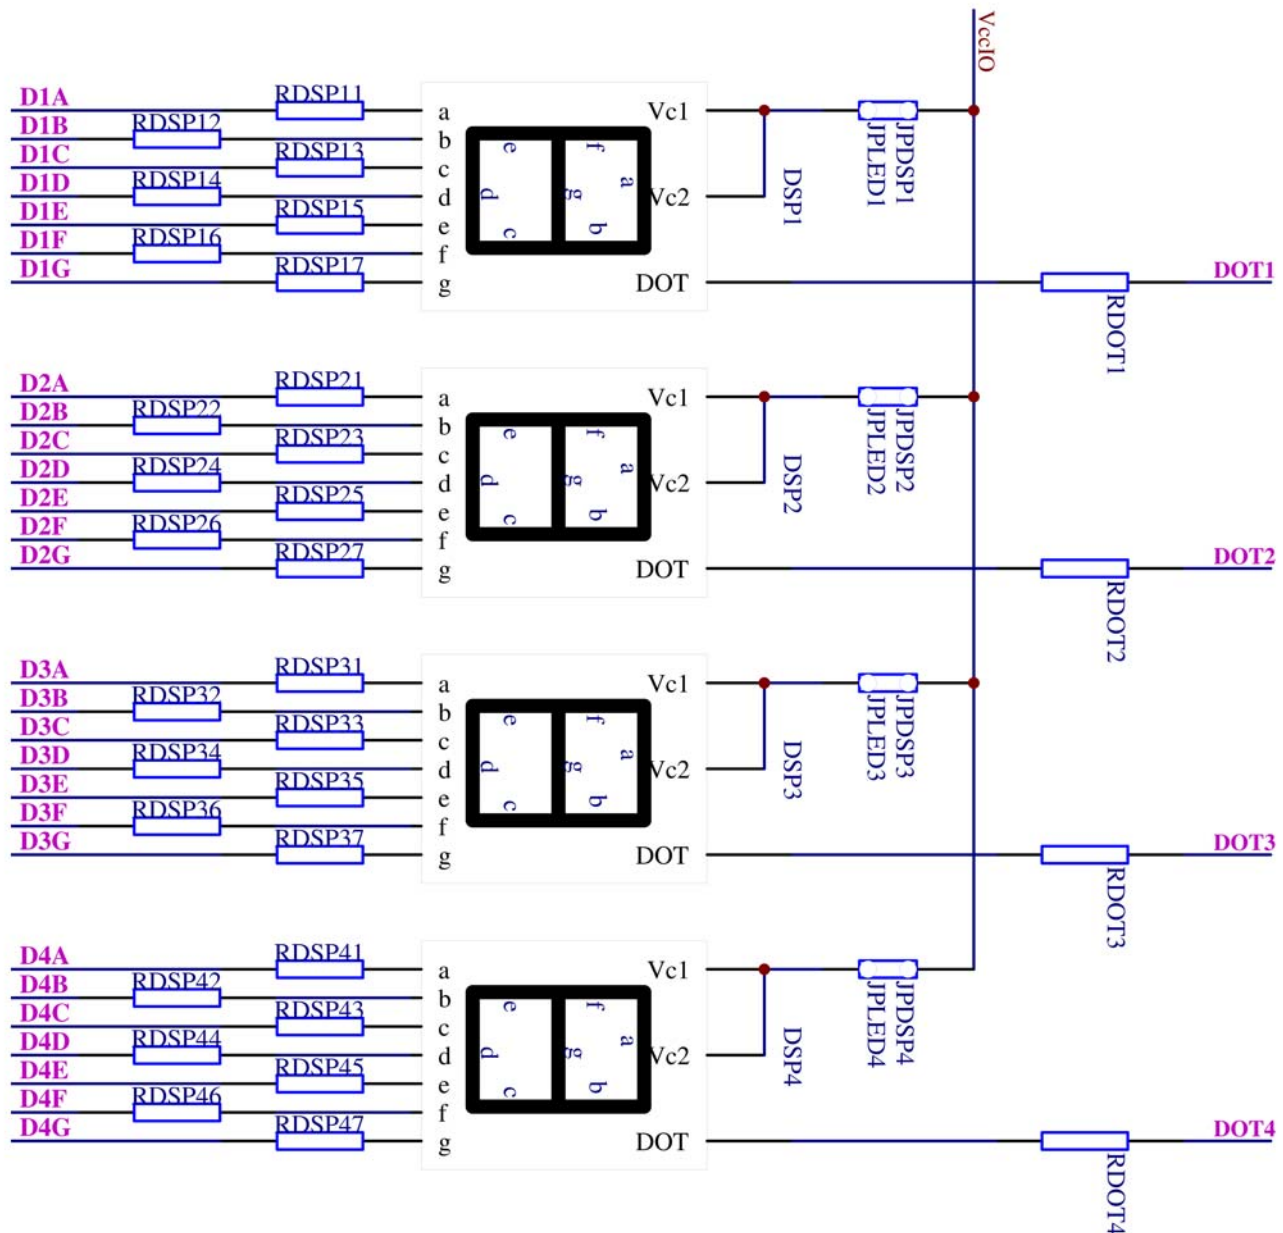 VccIO
D1A RDSP11 a Vc1
D1B RDSP12 b
D1C RDSP13 c
D1D RDSP14 d Vc2
D1E RDSP15 e
D1F RDSP16 f
D1G RDSP17 g DOT DOT1
e f
d g a
c b
DSP1 JPLED1 JPDSP1
RDOT1
D2A RDSP21 a Vc1
D2B RDSP22 b
D2C RDSP23 c
D2D RDSP24 d Vc2
D2E RDSP25 e
D2F RDSP26 f
D2G RDSP27 g DOT DOT2
e f
d g a
c b
DSP2 JPLED2 JPDSP2
RDOT2
D3A RDSP31 a Vc1
D3B RDSP32 b
D3C RDSP33 c
D3D RDSP34 d Vc2
D3E RDSP35 e
D3F RDSP36 f
D3G RDSP37 g DOT DOT3
e f
d g a
c b
DSP3 JPLED3 JPDSP3
RDOT3
D4A RDSP41 a Vc1
D4B RDSP42 b
D4C RDSP43 c
D4D RDSP44 d Vc2
D4E RDSP45 e
D4F RDSP46 f
D4G RDSP47 g DOT DOT4
e f
d g a
c b
DSP4 JPLED4 JPDSP4
RDOT4